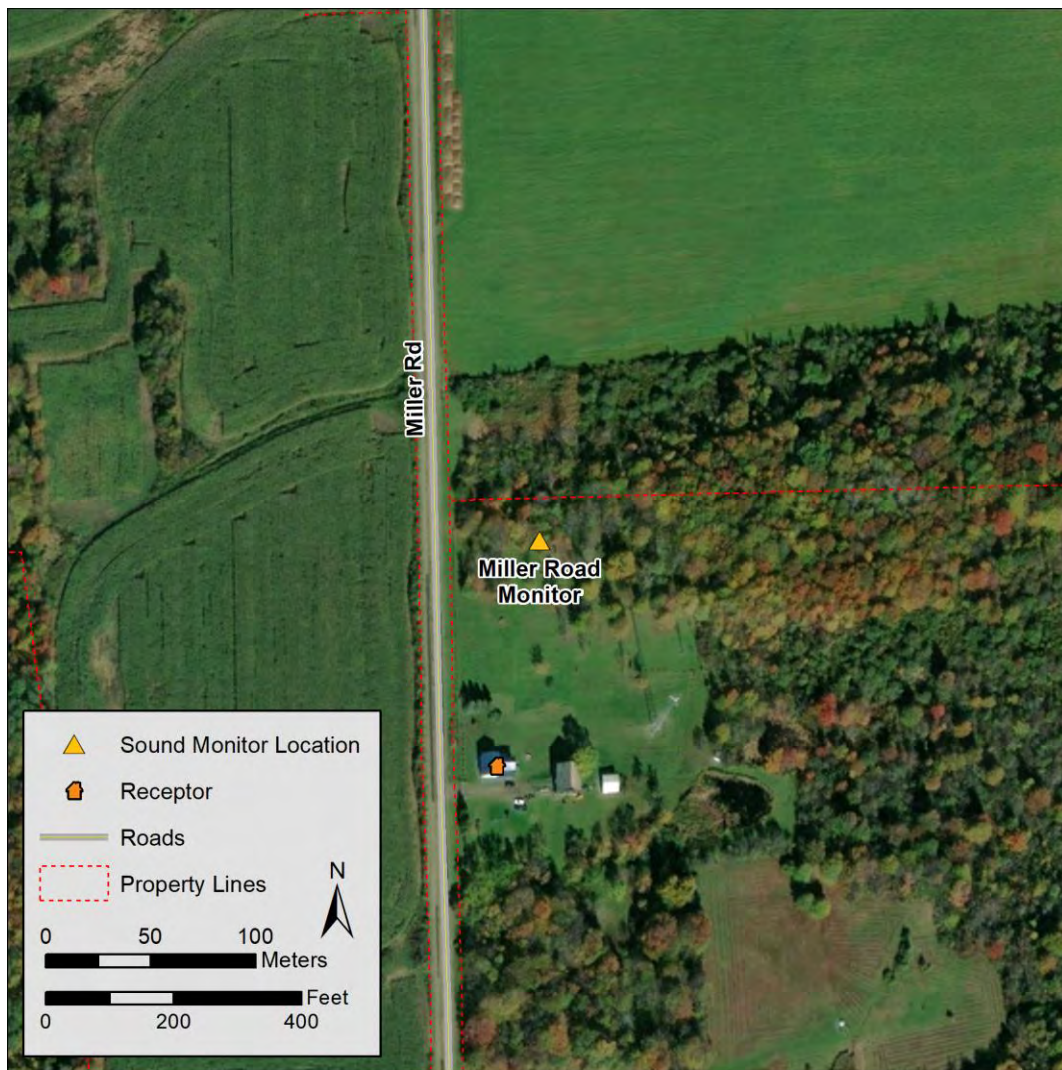 Miller Rd
Miller Road
Monitor
Sound Monitor Location
Receptor
Roads
Property Lines
N
0 50 100
Meters
Feet
0 200 400